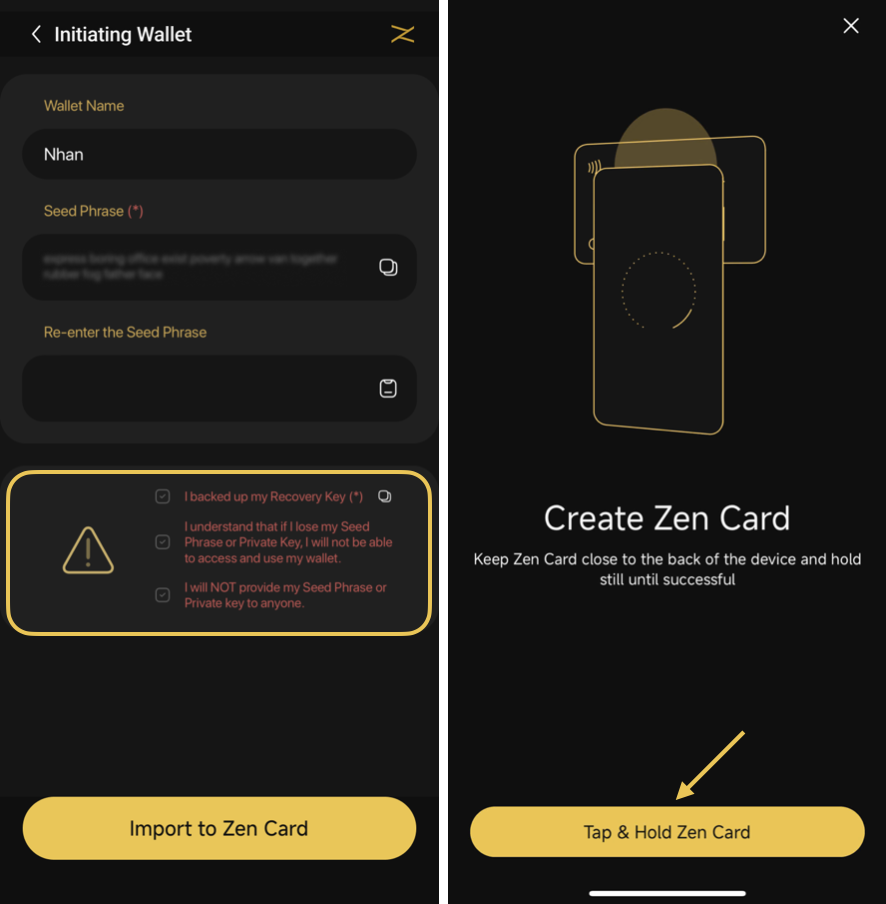 Initiating Wallet
Wallet Name
Nhan
Seed Phrase (*)
Re-enter the Seed Phrase
I backed up my Recovery Key (*)
I understand that if I lose my Seed
Phrase or Private Key, I will not be able
to access and use my wallet.
I will NOT provide my Seed Phrase or
Private key to anyone.
Import to Zen Card
Create Zen Card
Keep Zen Card close to the back of the device and hold
still until successful
Tap & Hold Zen Card